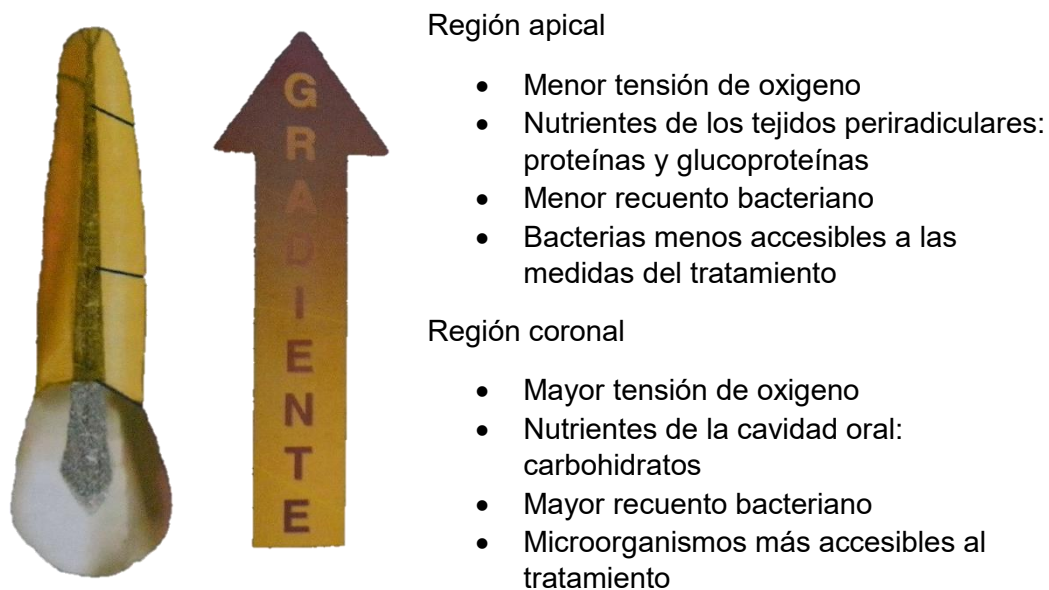 GRADIENTE
Región apical
• Menor tensión de oxigeno
• Nutrientes de los tejidos periradiculares:
proteínas y glucoproteínas
• Menor recuento bacteriano
• Bacterias menos accesibles a las
medidas del tratamiento
Región coronal
• Mayor tensión de oxigeno
• Nutrientes de la cavidad oral:
carbohidratos
• Mayor recuento bacteriano
• Microorganismos más accesibles al
tratamiento